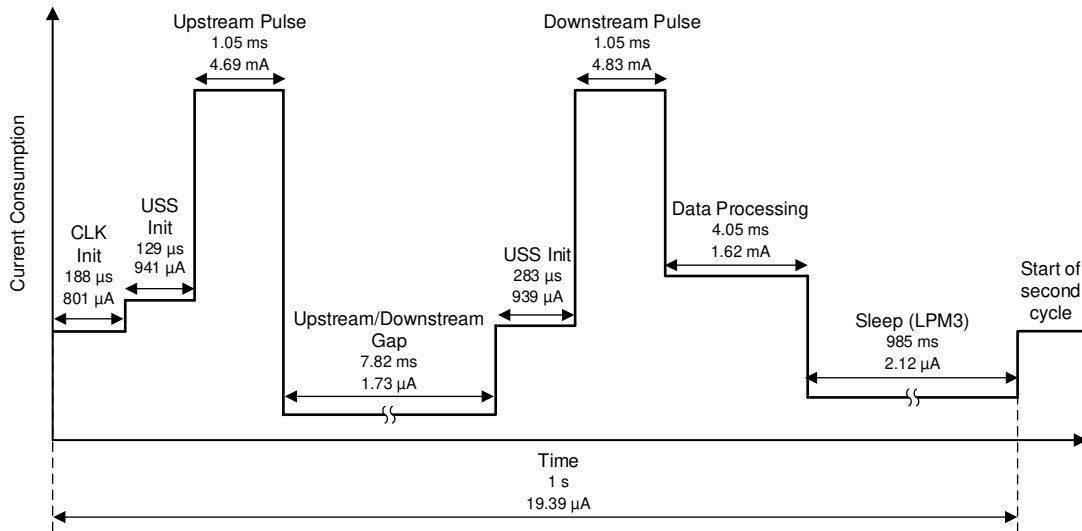 Upstream Pulse
1.05 ms
4.69 mA
Downstream Pulse
1.05 ms
4.83 mA
Current Consumption
CLK
Init
188 µs
801 µA
USS
Init
129 µs
941 µA
Upstream/Downstream
Gap
7.82 ms
1.73 µA
USS Init
283 µs
939 µA
Data Processing
4.05 ms
1.62 mA
Sleep (LPM3)
985 ms
2.12 µA
Start of
second
cycle
Time
1 s
19.39 µA